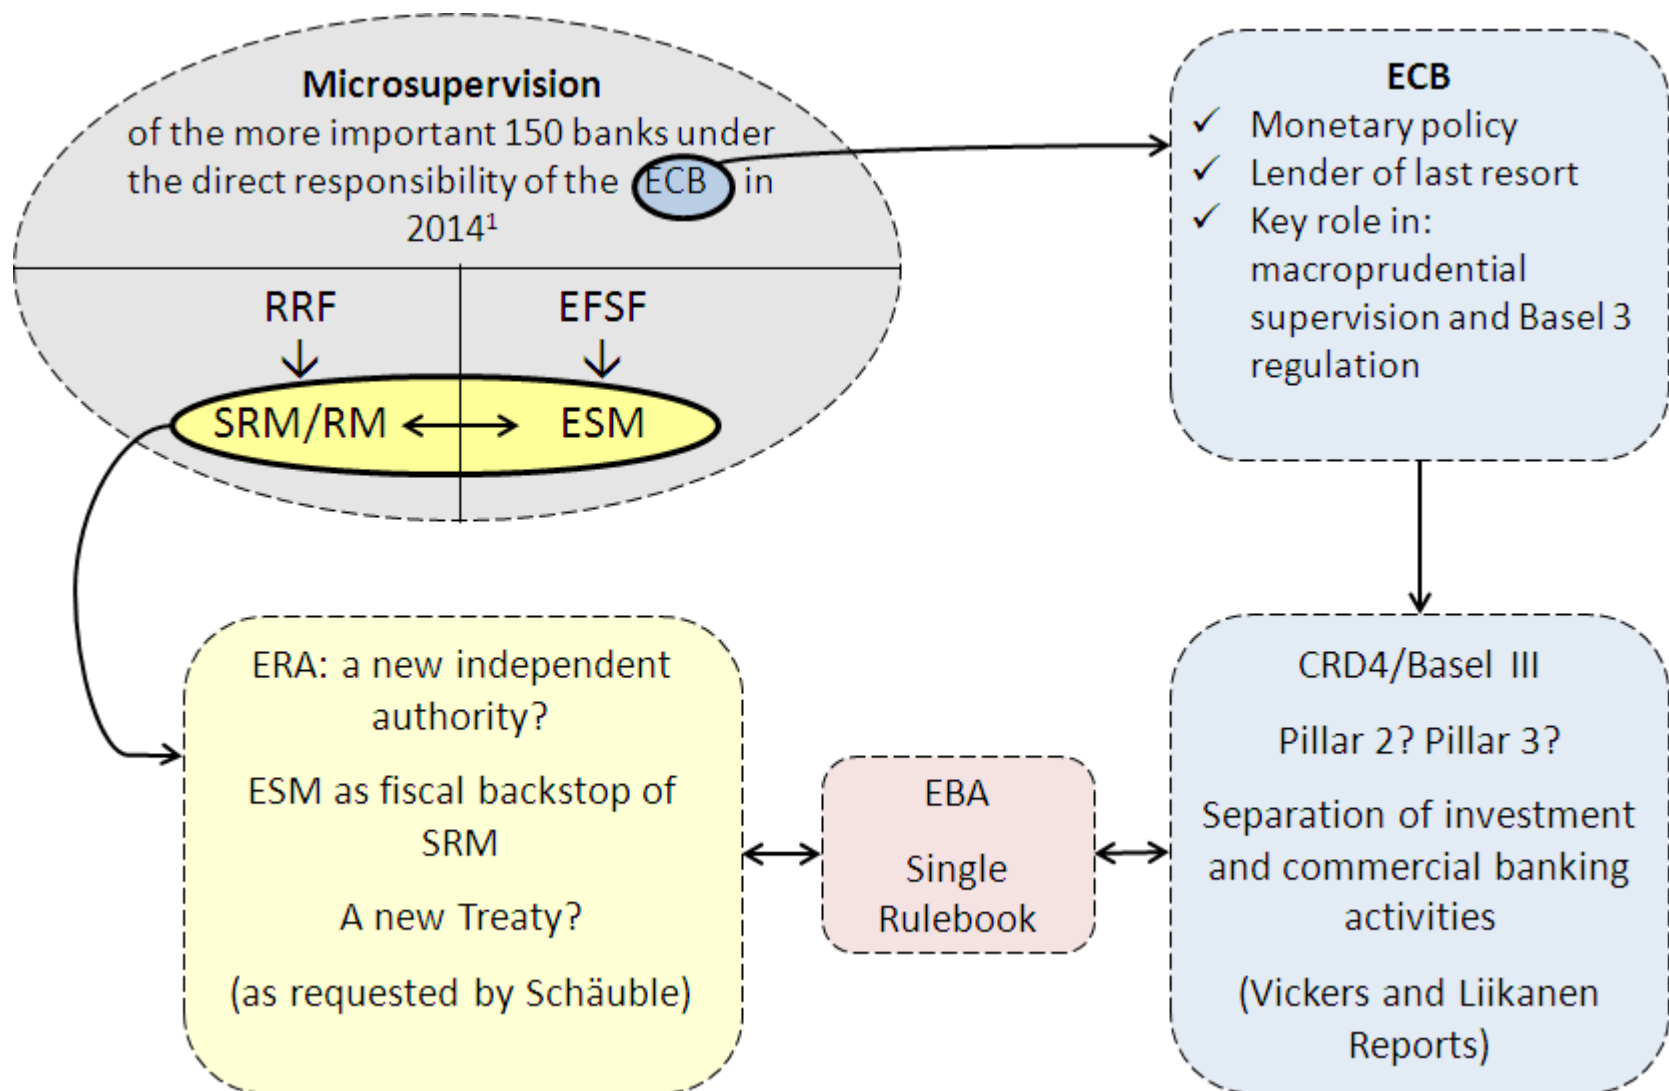 Microsupervision
of the more important 150 banks under
the direct responsibility of the ECB in
2014¹
RRF
EFSF
SRM/RM
ESM
ECB
✓ Monetary policy
✓ Lender of last resort
✓ Key role in:
macroprudential
supervision and Basel 3
regulation
ERA: a new independent
authority?
ESM as fiscal backstop of
SRM
A new Treaty?
(as requested by Schäuble)
EBA
Single
Rulebook
CRD4/Basel III
Pillar 2? Pillar 3?
Separation of investment
and commercial banking
activities
(Vickers and Liikanen
Reports)